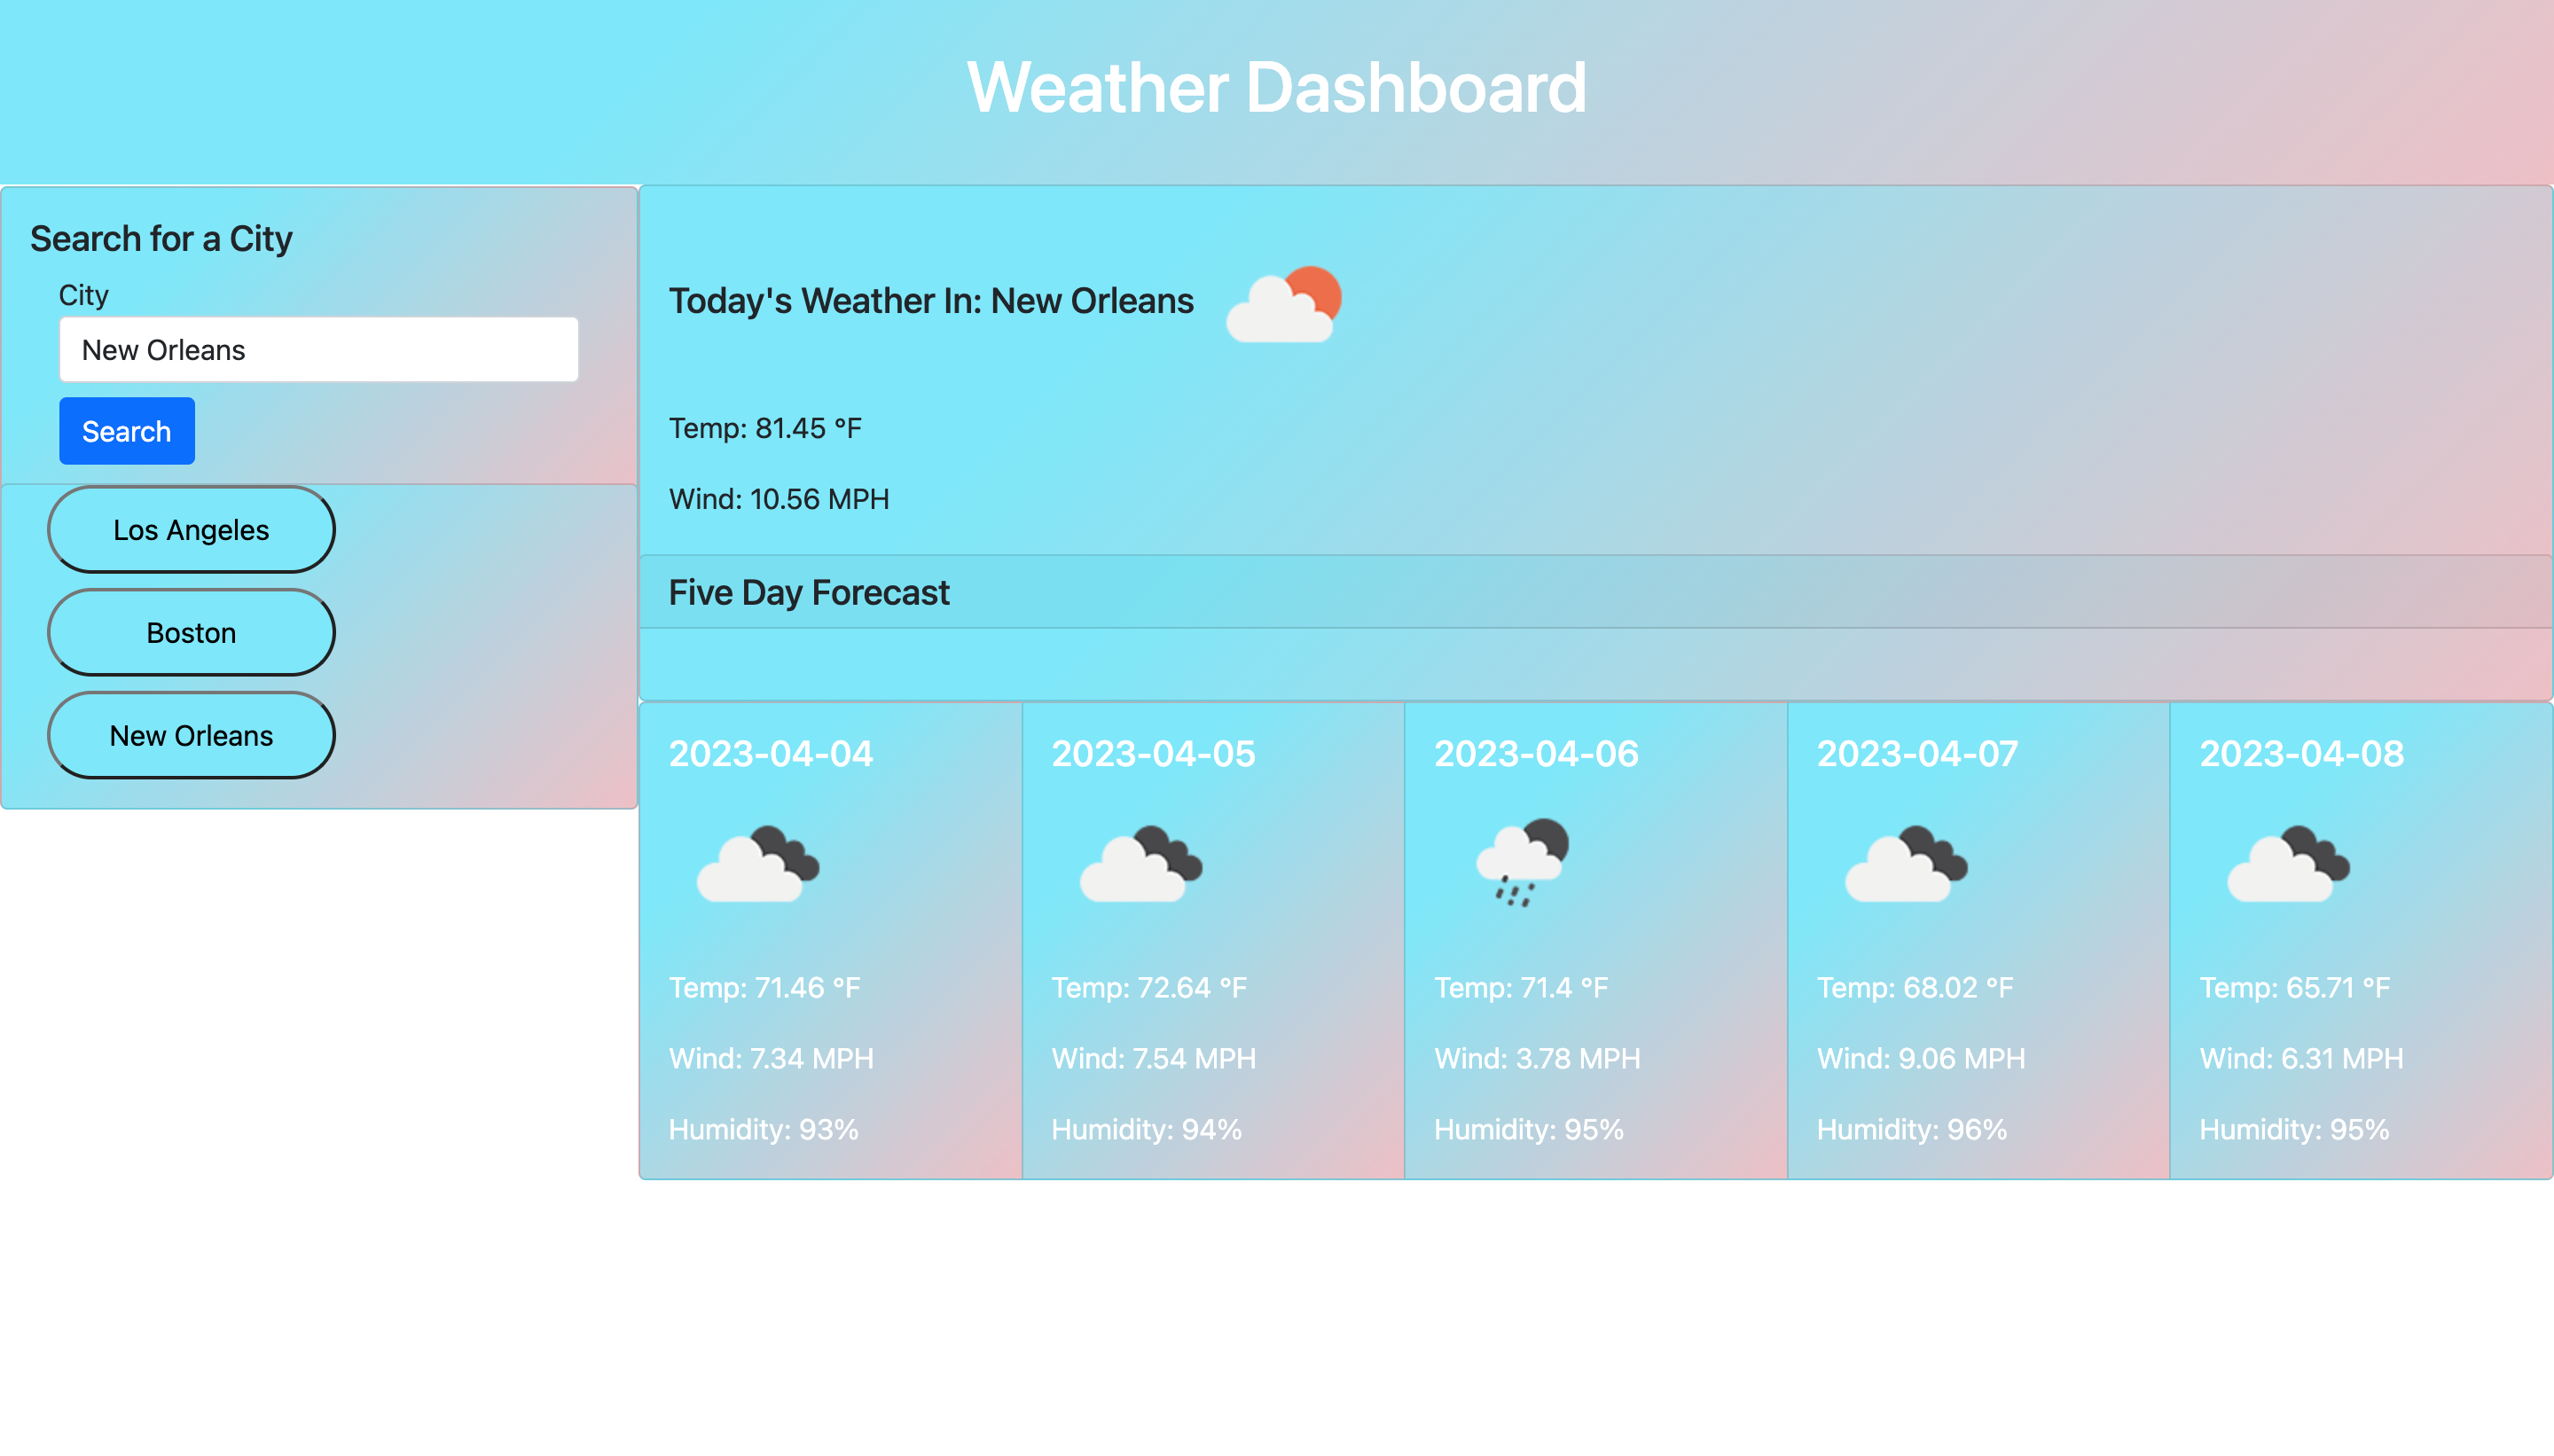 Weather Dashboard
Search for a City
City
New Orleans
Search
Los Angeles
Boston
New Orleans
Today's Weather In: New Orleans
Temp: 81.45 °F
Wind: 10.56 MPH
Five Day Forecast
2023-04-04
Temp: 71.46 °F
Wind: 7.34 MPH
Humidity: 93%
2023-04-05
Temp: 72.64 °F
Wind: 7.54 MPH
Humidity: 94%
2023-04-06
Temp: 71.4 °F
Wind: 3.78 MPH
Humidity: 95%
2023-04-07
Temp: 68.02 °F
Wind: 9.06 MPH
Humidity: 96%
2023-04-08
Temp: 65.71 °F
Wind: 6.31 MPH
Humidity: 95%